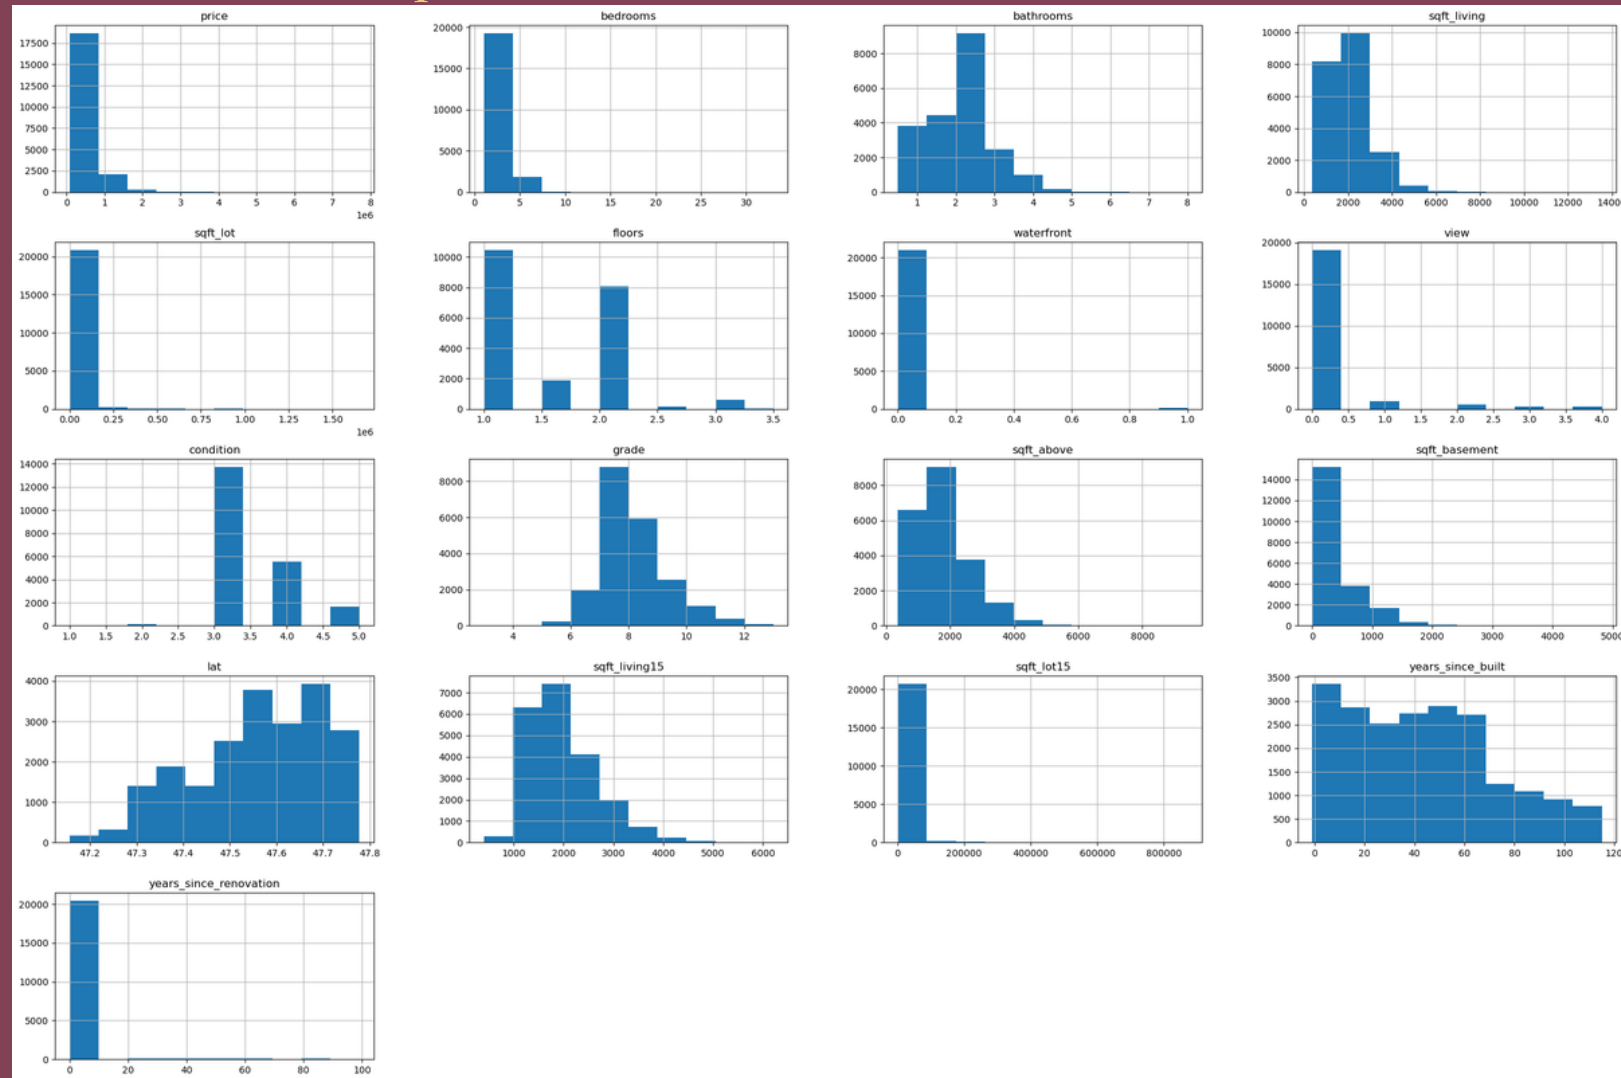 price
17500
15000
12500
10000
7500
5000
2500
0
0 1 2 3 4 5 6 7 8
1e6
bedrooms
20000
15000
10000
5000
0
0 5 10 15 20 25 30
bathrooms
8000
6000
4000
2000
0
1 2 3 4 5 6 7 8
sqft_living
10000
8000
6000
4000
2000
0
0 2000 4000 6000 8000 10000 12000 1400
sqft_lot
20000
15000
10000
5000
0
0.00 0.25 0.50 0.75 1.00 1.25 1.50
1e6
floors
10000
8000
6000
4000
2000
0
1.0 1.5 2.0 2.5 3.0 3.5
waterfront
20000
15000
10000
5000
0
0.0 0.2 0.4 0.6 0.8 1.0
view
20000
15000
10000
5000
0
0.0 0.5 1.0 1.5 2.0 2.5 3.0 3.5 4.0
condition
14000
12000
10000
8000
6000
4000
2000
0
1.0 1.5 2.0 2.5 3.0 3.5 4.0 4.5 5.0
grade
8000
6000
4000
2000
0
4 6 8 10 12
sqft_above
8000
6000
4000
2000
0
0 2000 4000 6000 8000
sqft_basement
14000
12000
10000
8000
6000
4000
2000
0
0 1000 2000 3000 4000 5000
lat
4000
3000
2000
1000
0
47.2 47.3 47.4 47.5 47.6 47.7 47.8
sqft_living15
7000
6000
5000
4000
3000
2000
1000
0
1000 2000 3000 4000 5000 6000
sqft_lot15
20000
15000
10000
5000
0
0 200000 400000 600000 800000
years_since_built
3500
3000
2500
2000
1500
1000
500
0
0 20 40 60 80 100 120
years_since_renovation
20000
15000
10000
5000
0
0 20 40 60 80 100